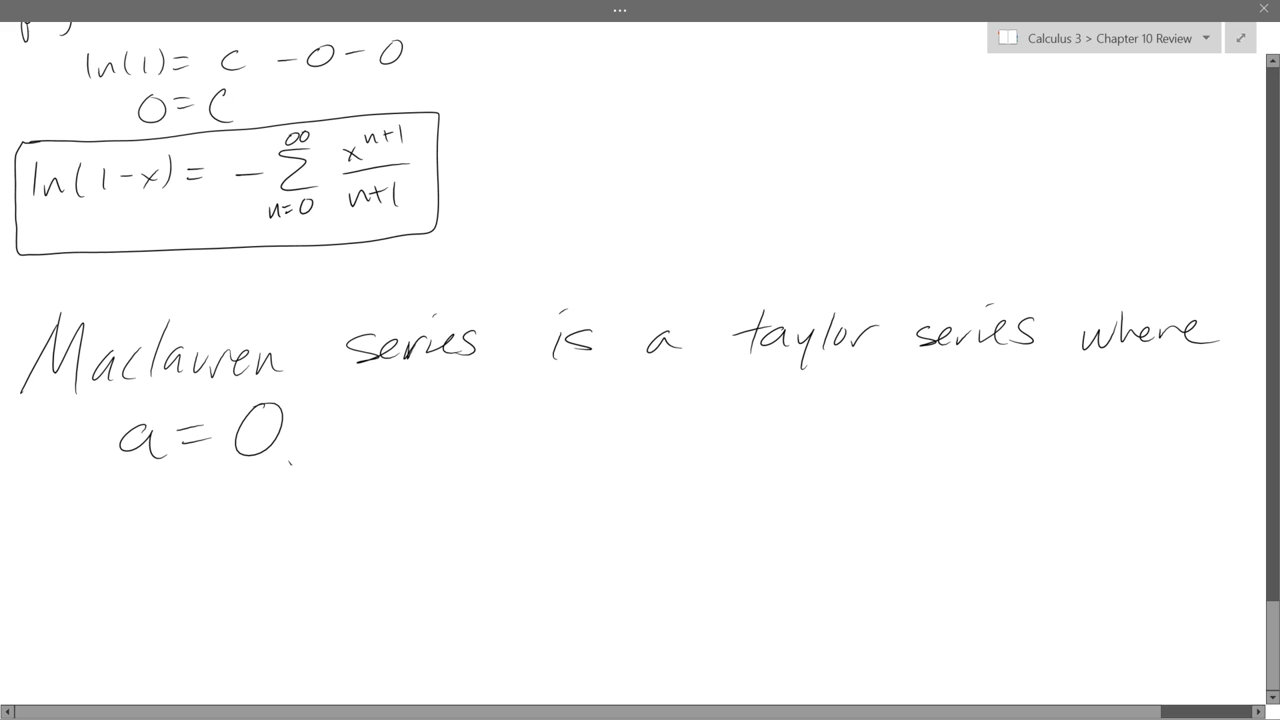 ...
Calculus 3 > Chapter 10 Review
ln(1) = C - 0 - 0
0 = C
ln(1-x) = - ∞∑n=0 x^(n+1)/(n+1)
Maclauren series is a taylor series where
a = 0.